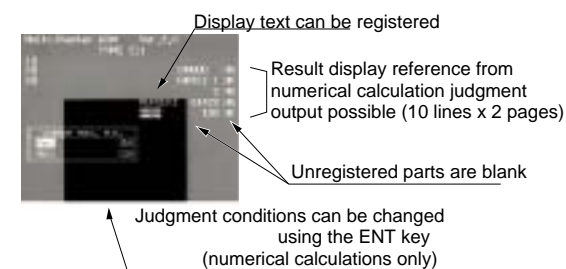 Display text can be registered
Result display reference from
numerical calculation judgment
output possible (10 lines x 2 pages)
Unregistered parts are blank
Judgment conditions can be changed
using the ENT key
(numerical calculations only)